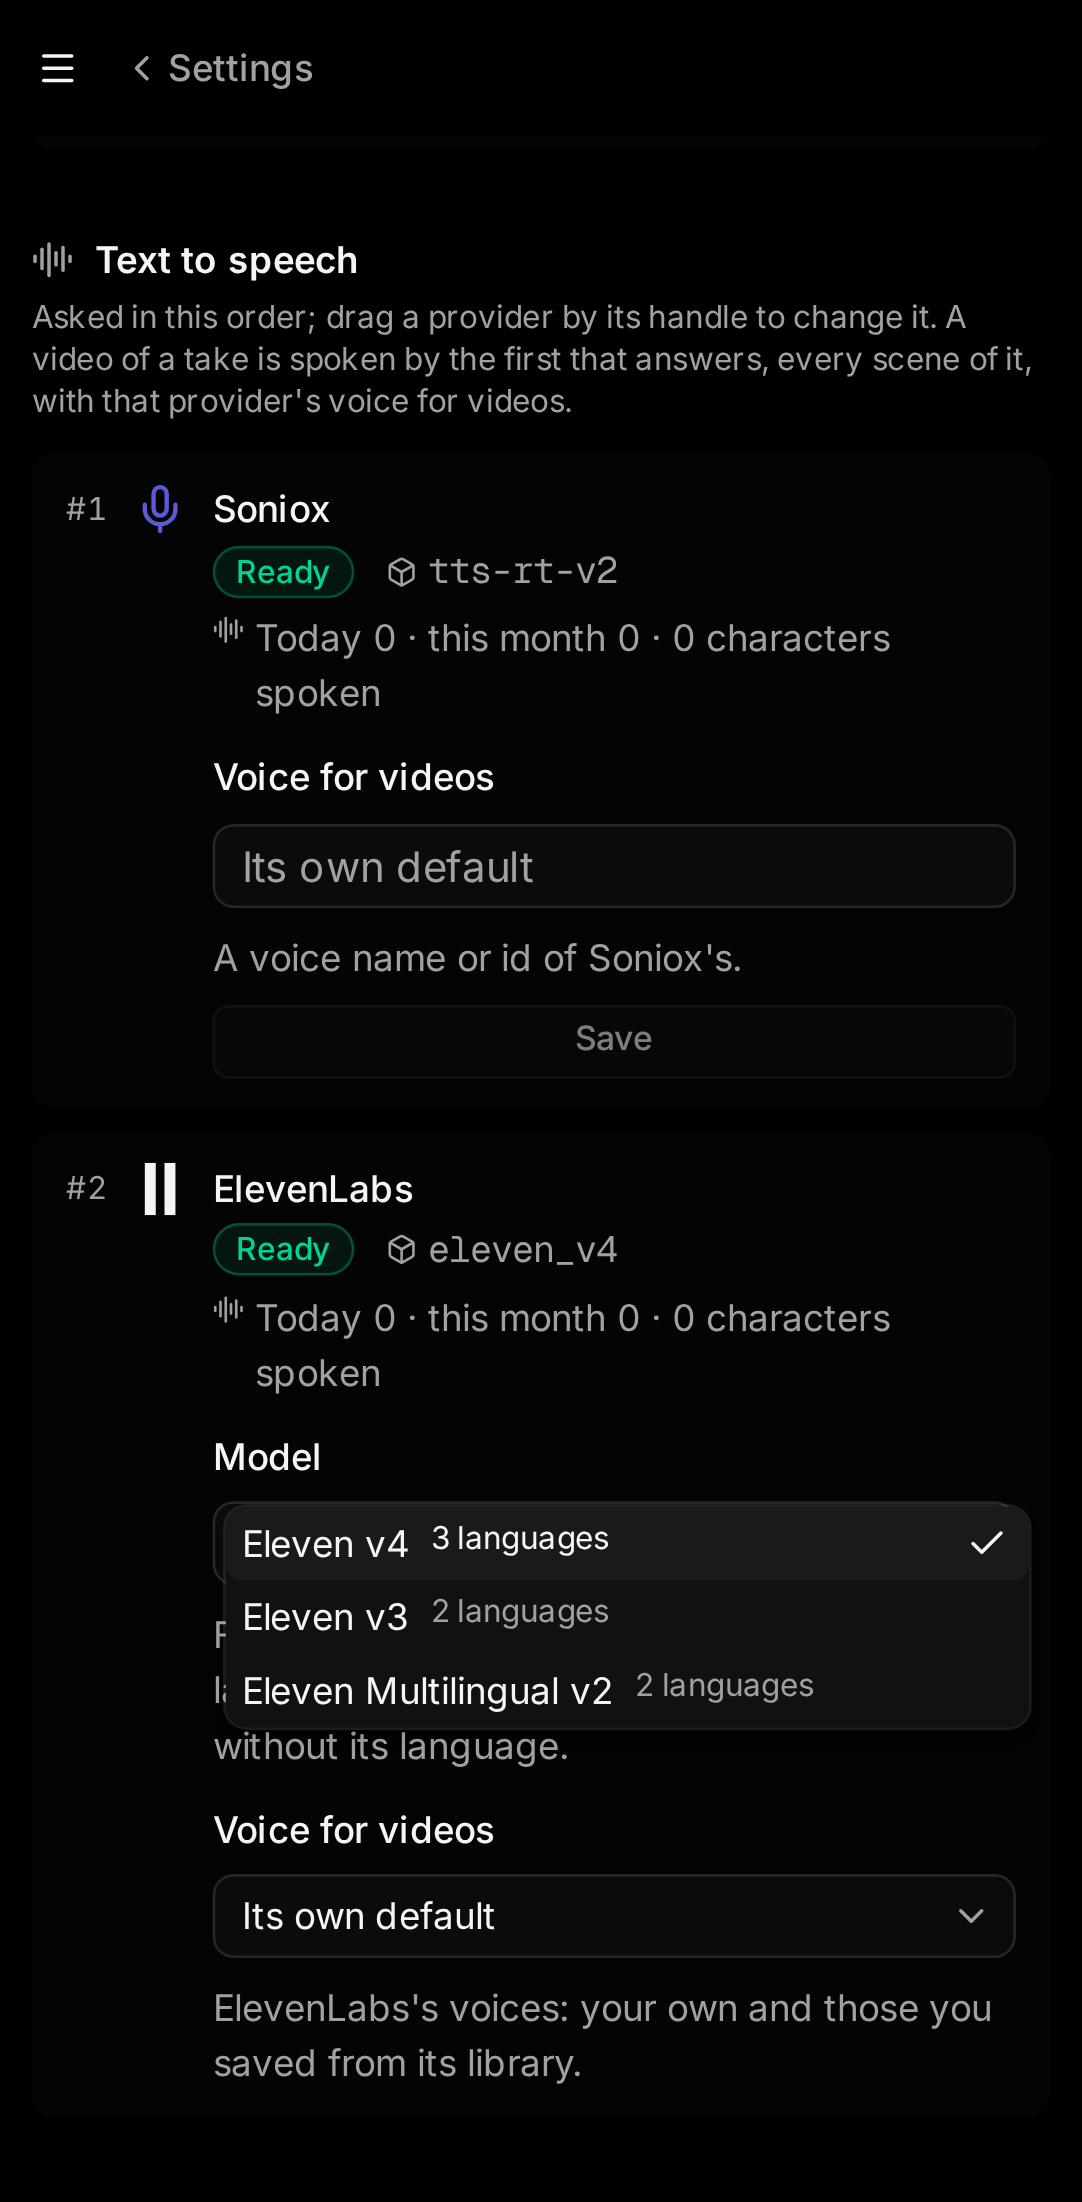 Settings
Text to speech
Asked in this order; drag a provider by its handle to change it. A
video of a take is spoken by the first that answers, every scene of it,
with that provider's voice for videos.
#1 Soniox
Ready tts-rt-v2
Today 0 · this month 0 · 0 characters
spoken
Voice for videos
Its own default
A voice name or id of Soniox's.
Save
#2 ElevenLabs
Ready eleven_v4
Today 0 · this month 0 · 0 characters
spoken
Model
Eleven v4 3 languages
Eleven v3 2 languages
Eleven Multilingual v2 2 languages
without its language.
Voice for videos
Its own default
ElevenLabs's voices: your own and those you
saved from its library.